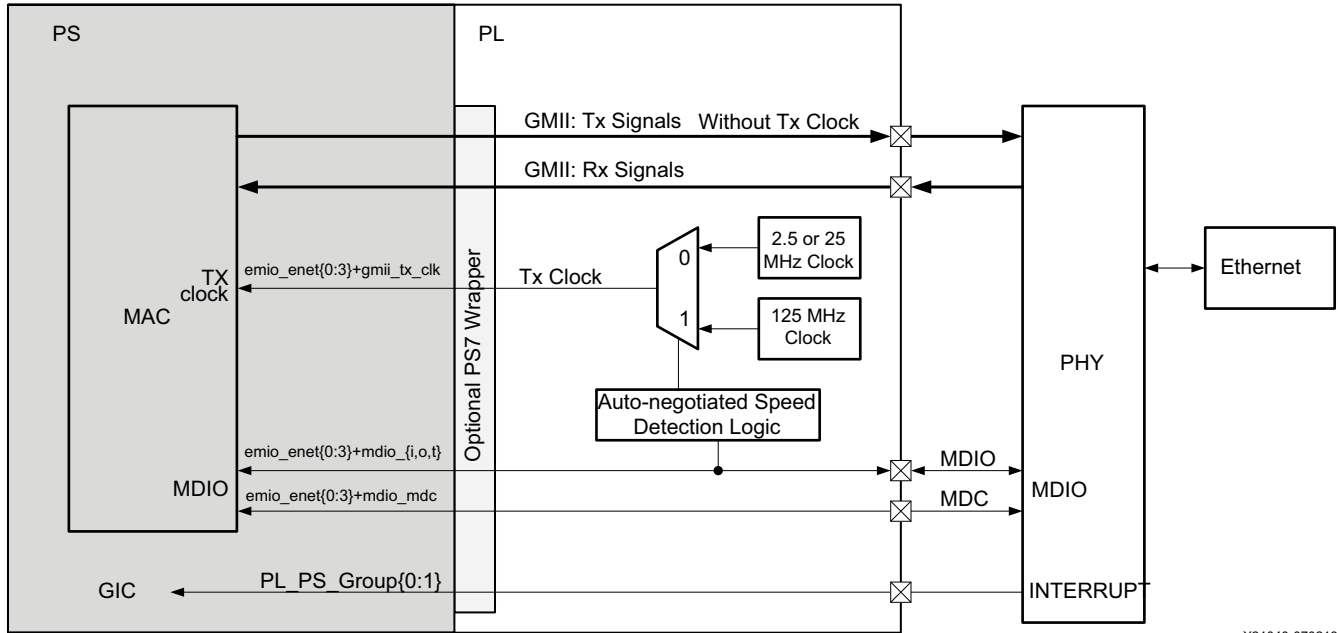 PS
PL
GMII: Tx Signals Without Tx Clock
GMII: Rx Signals
2.5 or 25
MHz Clock
0
emio_enet{0:3}+gmii_tx_clk
Tx Clock
TX
clock
MAC
1
125 MHz
Clock
Ethernet
PHY
Optional PS7 Wrapper
Auto-negotiated Speed
Detection Logic
emio_enet{0:3}+mdio_{i,o,t}
MDIO
MDIO
emio_enet{0:3}+mdio_mdc
MDC
MDIO
GIC
PL_PS_Group{0:1}
INTERRUPT